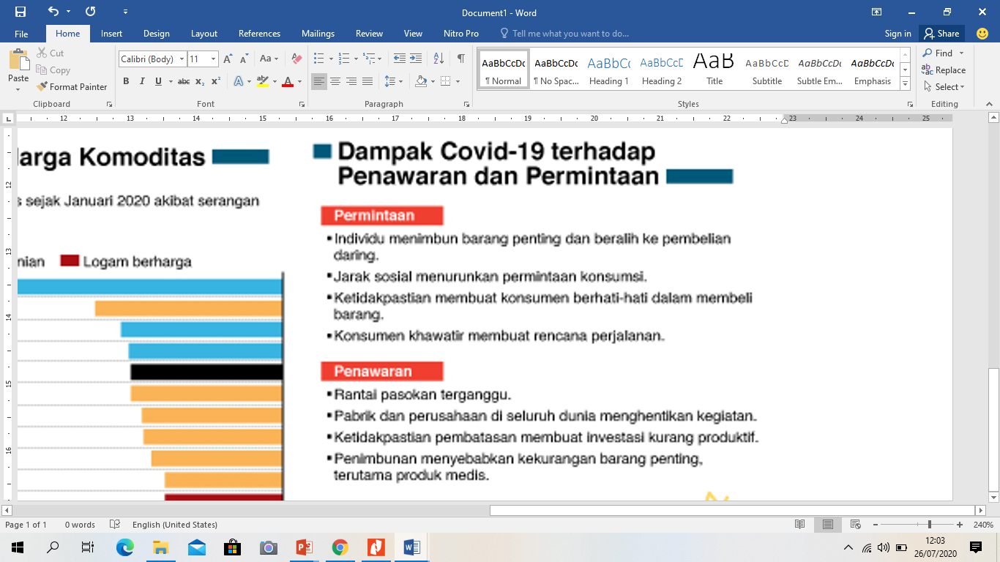 Document1 - Word
File Home Insert Design Layout References Mailings Review View Nitro Pro Tell me what you want to do... Sign in Share
Paste
Cut
Copy
Format Painter
Clipboard
Calibri (Body) 11
Font
Paragraph
AaBbCcDc AaBbCcDc AaBbCc AaBbCcD AaB AaBbCcD AaBbCcDc AaBbCcDc
¶ Normal ¶ No Spac... Heading 1 Heading 2 Title Subtitle Subtle Em... Emphasis
Styles
Find
Replace
Select
Editing
12 13 14 15 16 17 18 19 20 21 22 23 24 25
12
13
14
15
16
arga Komoditas
s sejak Januari 2020 akibat serangan
nian Logam berharga
Dampak Covid-19 terhadap
Penawaran dan Permintaan
Permintaan
▪Individu menimbun barang penting dan beralih ke pembelian
daring.
▪Jarak sosial menurunkan permintaan konsumsi.
▪Ketidakpastian membuat konsumen berhati-hati dalam membeli
barang.
▪Konsumen khawatir membuat rencana perjalanan.
Penawaran
▪Rantai pasokan terganggu.
▪Pabrik dan perusahaan di seluruh dunia menghentikan kegiatan.
▪Ketidakpastian pembatasan membuat investasi kurang produktif.
▪Penimbunan menyebabkan kekurangan barang penting,
terutama produk medis.
Page 1 of 1 0 words English (United States) 240%
12:03
26/07/2020